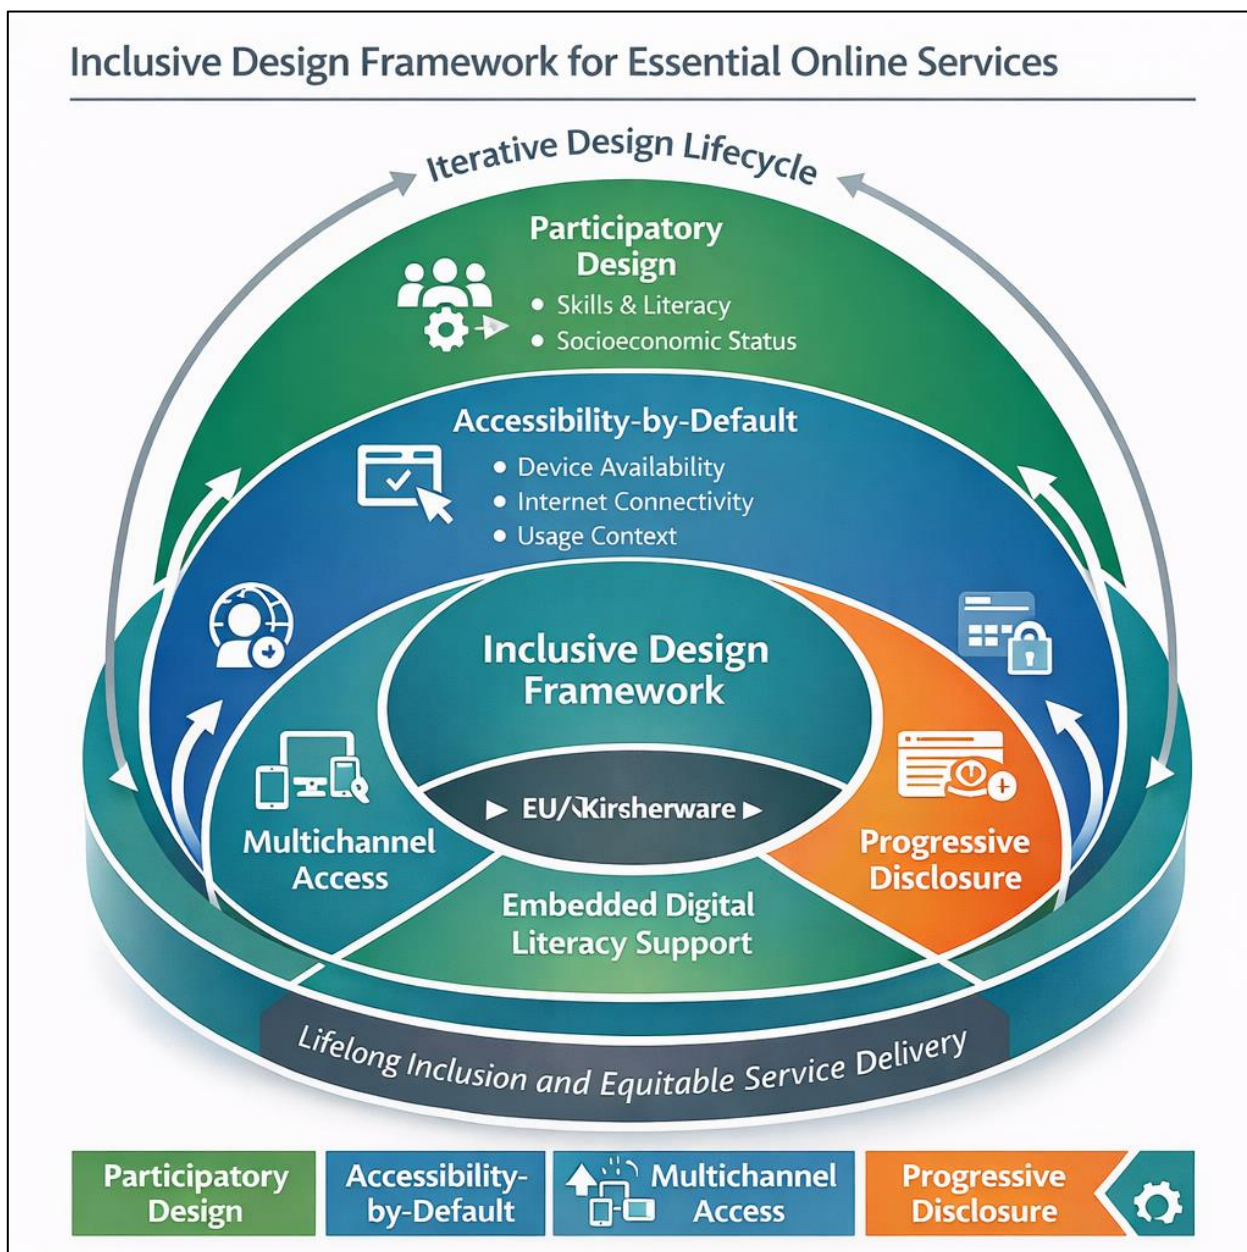 Inclusive Design Framework for Essential Online Services
Iterative Design Lifecycle
Participatory
Design
• Skills & Literacy
• Socioeconomic Status
Accessibility-by-Default
• Device Availability
• Internet Connectivity
• Usage Context
Inclusive Design
Framework
EU/
Multichannel
Access
Progressive
Disclosure
Embedded Digital
Literacy Support
Lifelong Inclusion and Equitable Service Delivery
Participatory
Design
Accessibility-
by-Default
Multichannel
Access
Progressive
Disclosure